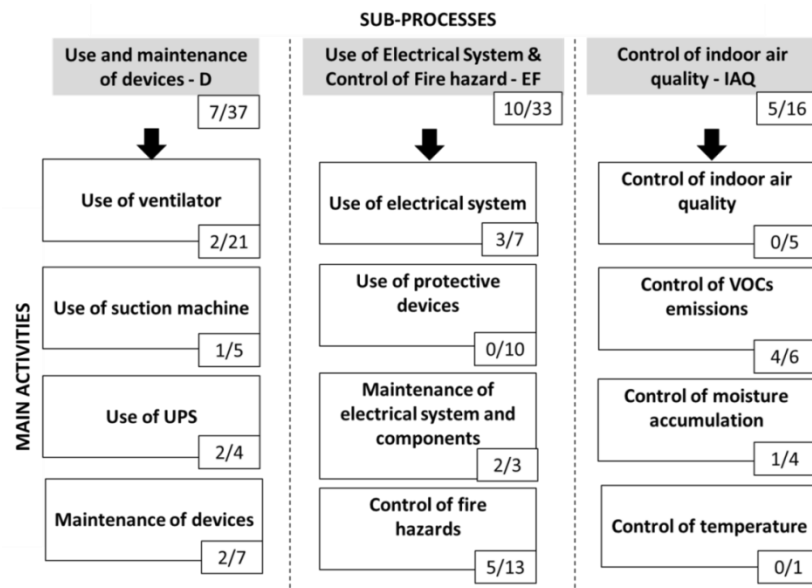 SUB-PROCESSES
Use and maintenance
of devices - D
7/37
Use of ventilator
2/21
Use of suction machine
1/5
Use of UPS
2/4
Maintenance of devices
2/7
Use of Electrical System &
Control of Fire hazard - EF
10/33
Use of electrical system
3/7
Use of protective
devices
0/10
Maintenance of
electrical system and
components
2/3
Control of fire
hazards
5/13
Control of indoor air
quality - IAQ
5/16
Control of indoor air
quality
0/5
Control of VOCs
emissions
4/6
Control of moisture
accumulation
1/4
Control of temperature
0/1
MAIN ACTIVITIES